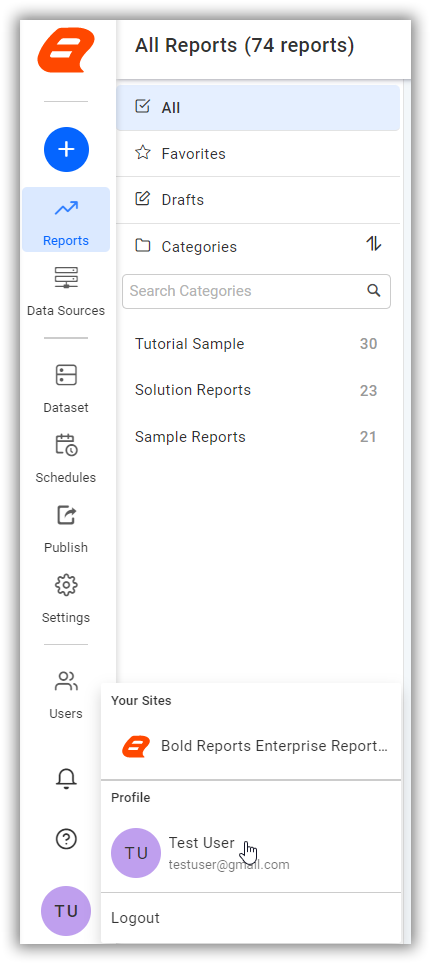 All Reports (74 reports)
All
Favorites
Reports
Drafts
Categories
Data Sources
Search Categories
Tutorial Sample 30
Dataset
Solution Reports 23
Sample Reports 21
Schedules
Publish
Settings
Users
Your Sites
Bold Reports Enterprise Report...
Profile
TU
Test User
testuser@gmail.com
TU
Logout